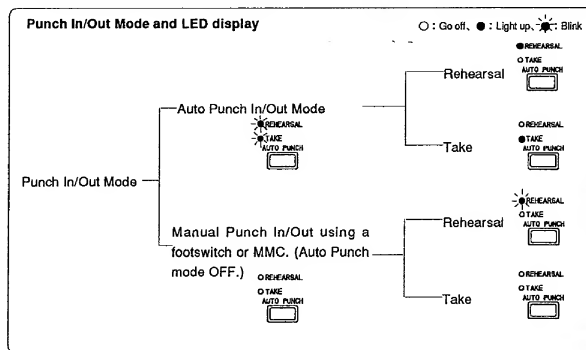 Punch In/Out Mode and LED display
○: Go off, ●: Light up, : Blink
●REHEARSAL
Rehearsal
○TAKE
AUTO PUNCH
Auto Punch In/Out Mode
REHEARSAL
TAKE
AUTO PUNCH
○REHEARSAL
Take
●TAKE
AUTO PUNCH
Punch In/Out Mode
REHEARSAL
Rehearsal
○TAKE
AUTO PUNCH
Manual Punch In/Out using a
footswitch or MMC. (Auto Punch
mode OFF.)
○REHEARSAL
○TAKE
AUTO PUNCH
○REHEARSAL
Take
○TAKE
AUTO PUNCH